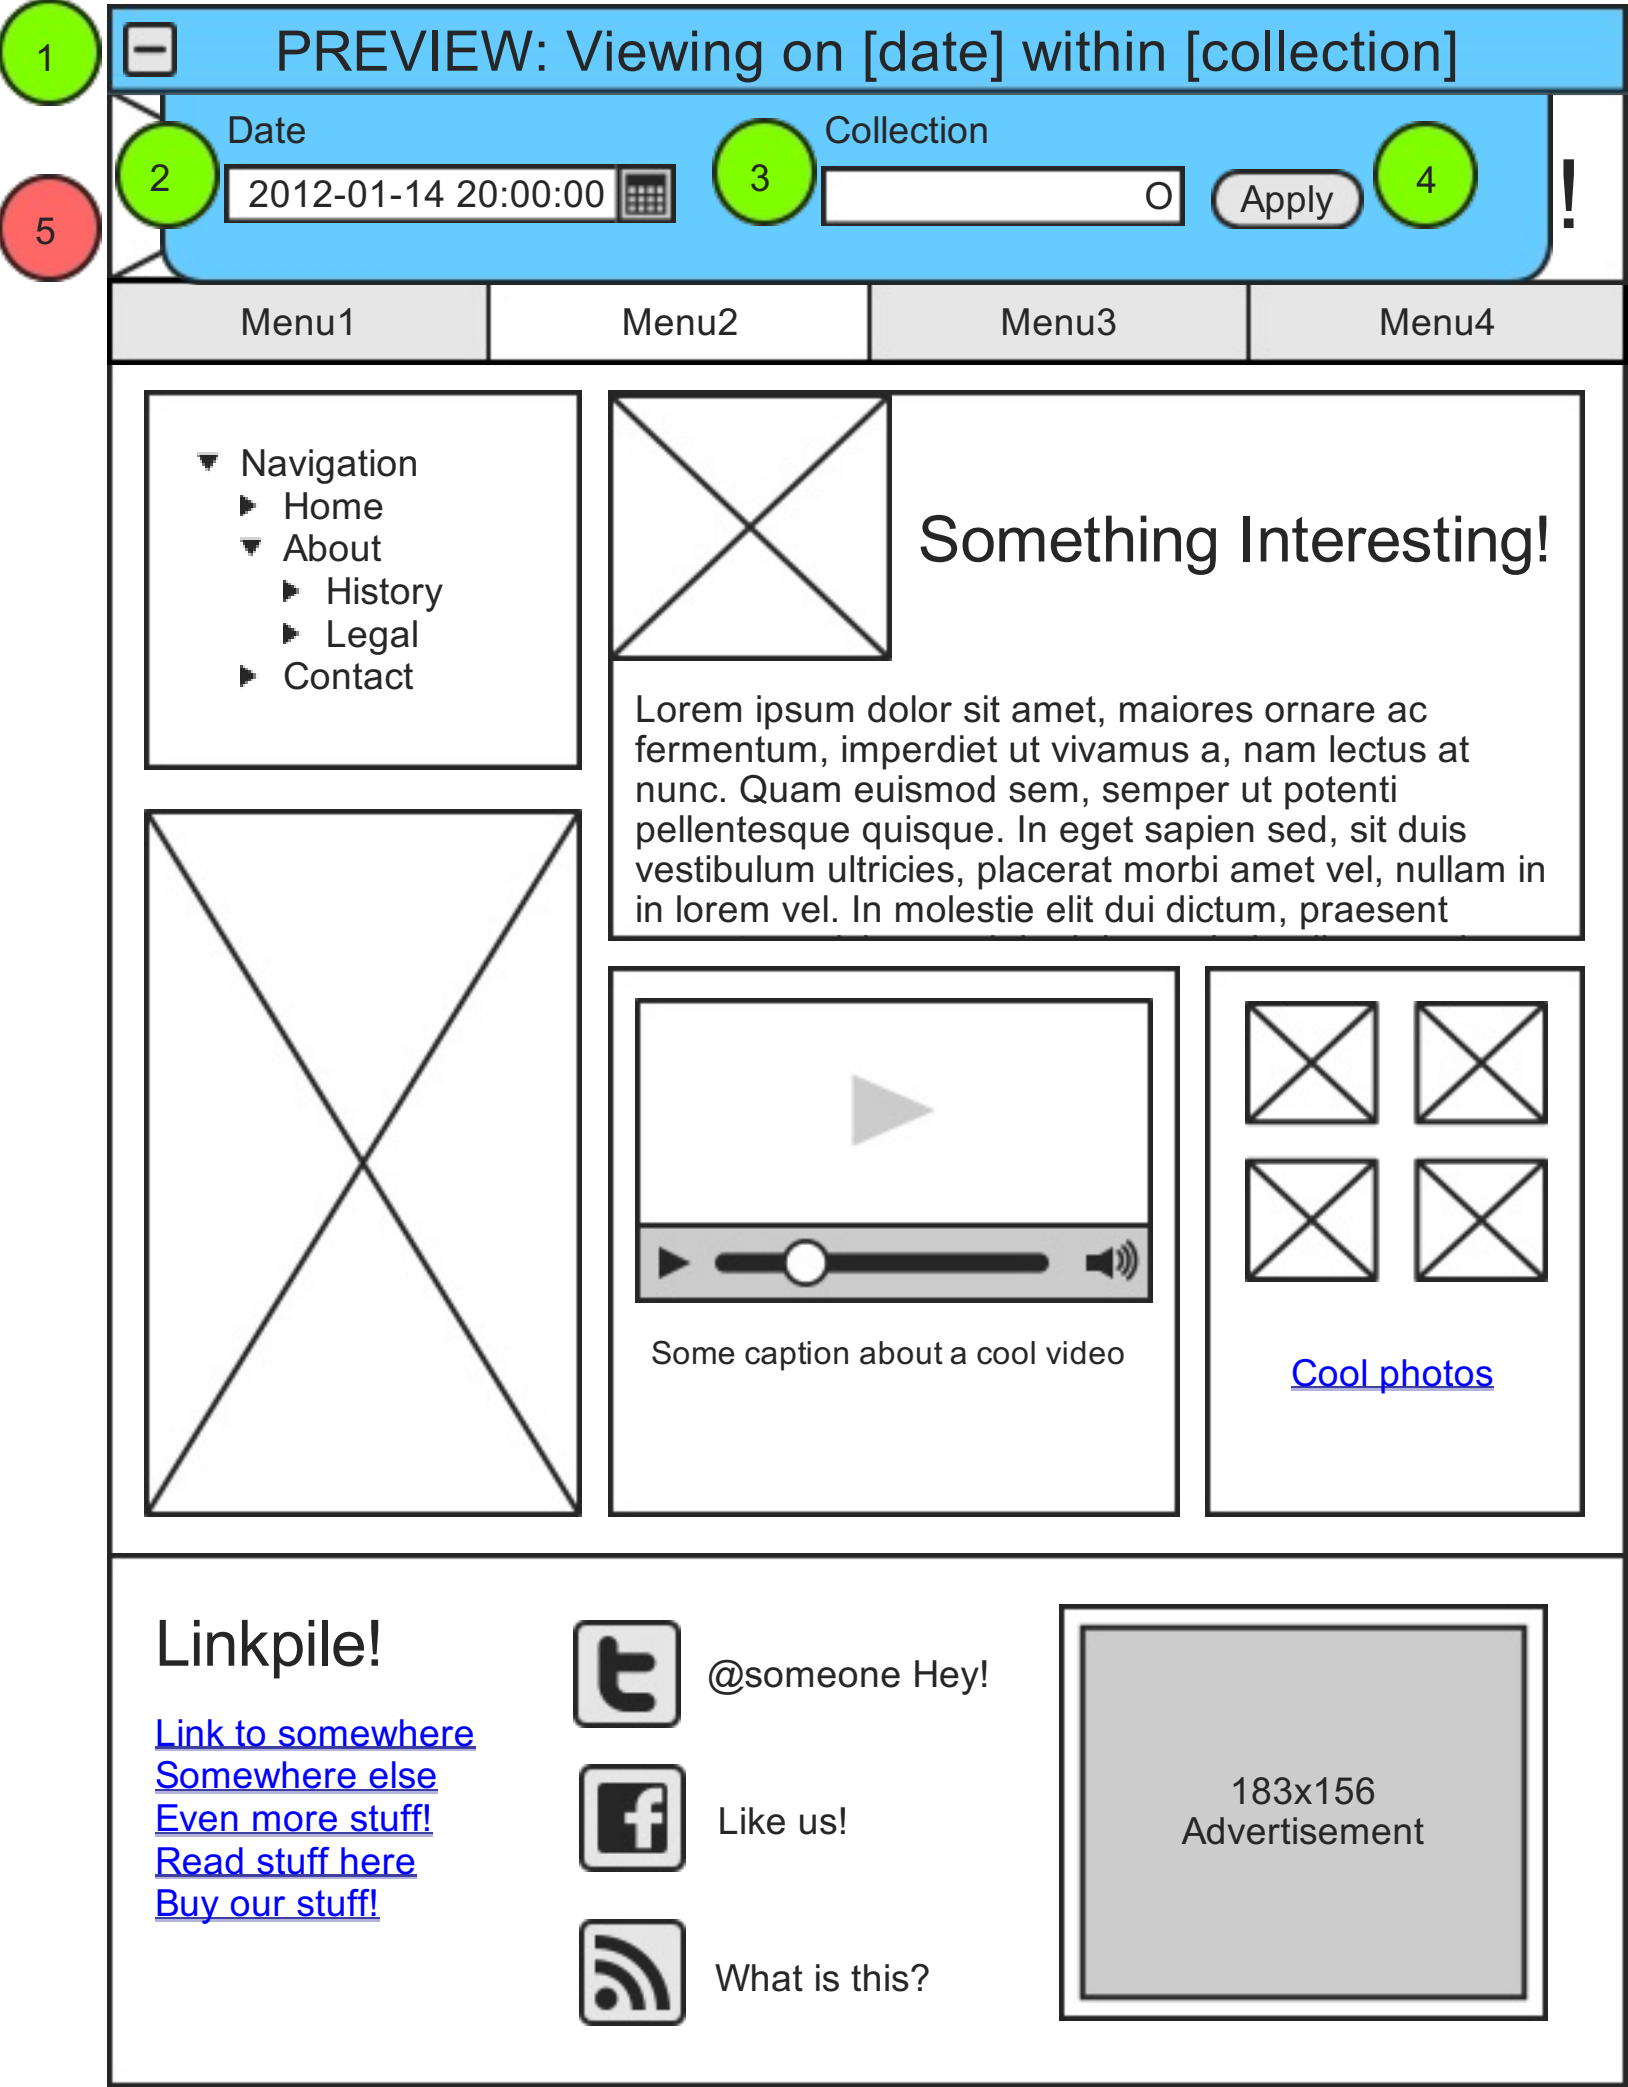 1
PREVIEW: Viewing on [date] within [collection]
Date
Collection
2
2012-01-14 20:00:00
3
O
Apply
4
!
5
Menu1
Menu2
Menu3
Menu4
Navigation
Home
About
History
Legal
Contact
Something Interesting!
Lorem ipsum dolor sit amet, maiores ornare ac
fermentum, imperdiet ut vivamus a, nam lectus at
nunc. Quam euismod sem, semper ut potenti
pellentesque quisque. In eget sapien sed, sit duis
vestibulum ultricies, placerat morbi amet vel, nullam in
in lorem vel. In molestie elit dui dictum, praesent
Some caption about a cool video
Cool photos
Linkpile!
Link to somewhere
Somewhere else
Even more stuff!
Read stuff here
Buy our stuff!
@someone Hey!
Like us!
What is this?
183x156
Advertisement